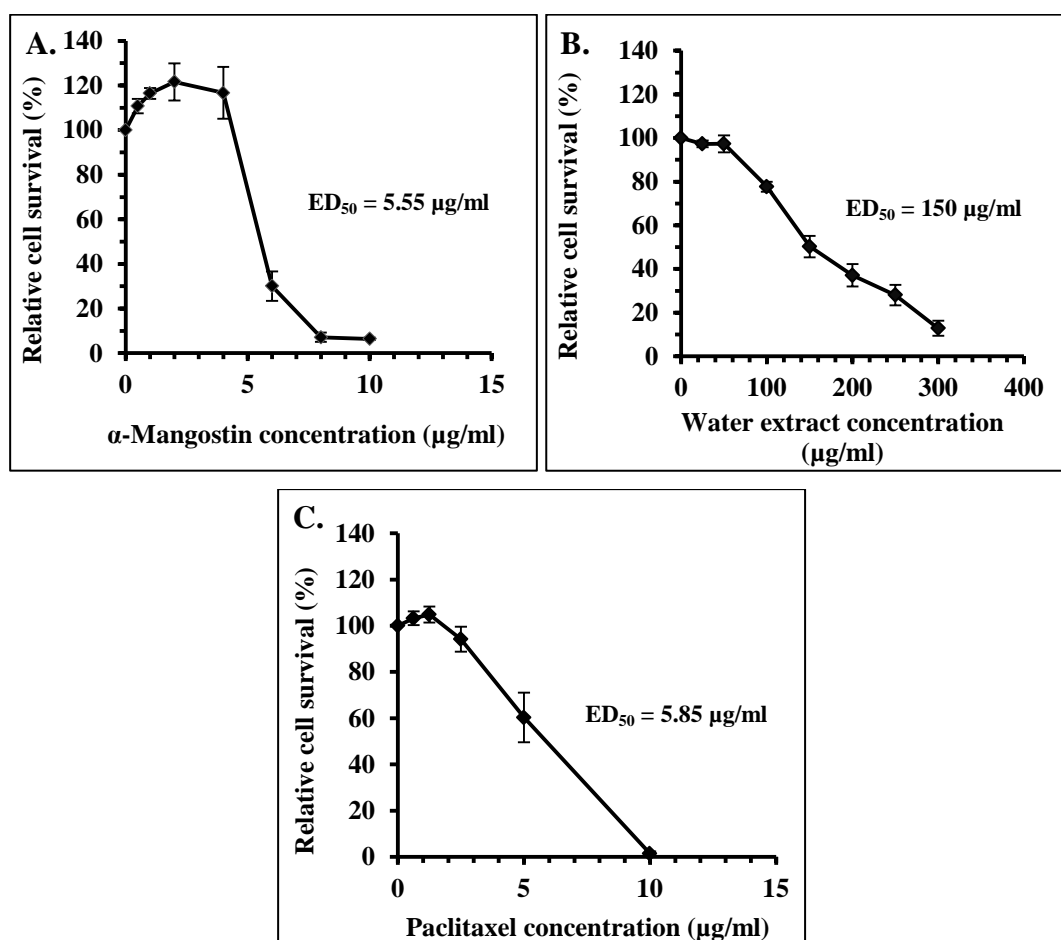 A.
Relative cell survival (%)
140
120
100
80
60
40
20
0
0 5 10 15
ED50 = 5.55 µg/ml
α-Mangostin concentration (µg/ml)
B.
Relative cell survival (%)
140
120
100
80
60
40
20
0
0 100 200 300 400
ED50 = 150 µg/ml
Water extract concentration
(µg/ml)
C.
Relative cell survival (%)
140
120
100
80
60
40
20
0
0 5 10 15
ED50 = 5.85 µg/ml
Paclitaxel concentration (µg/ml)